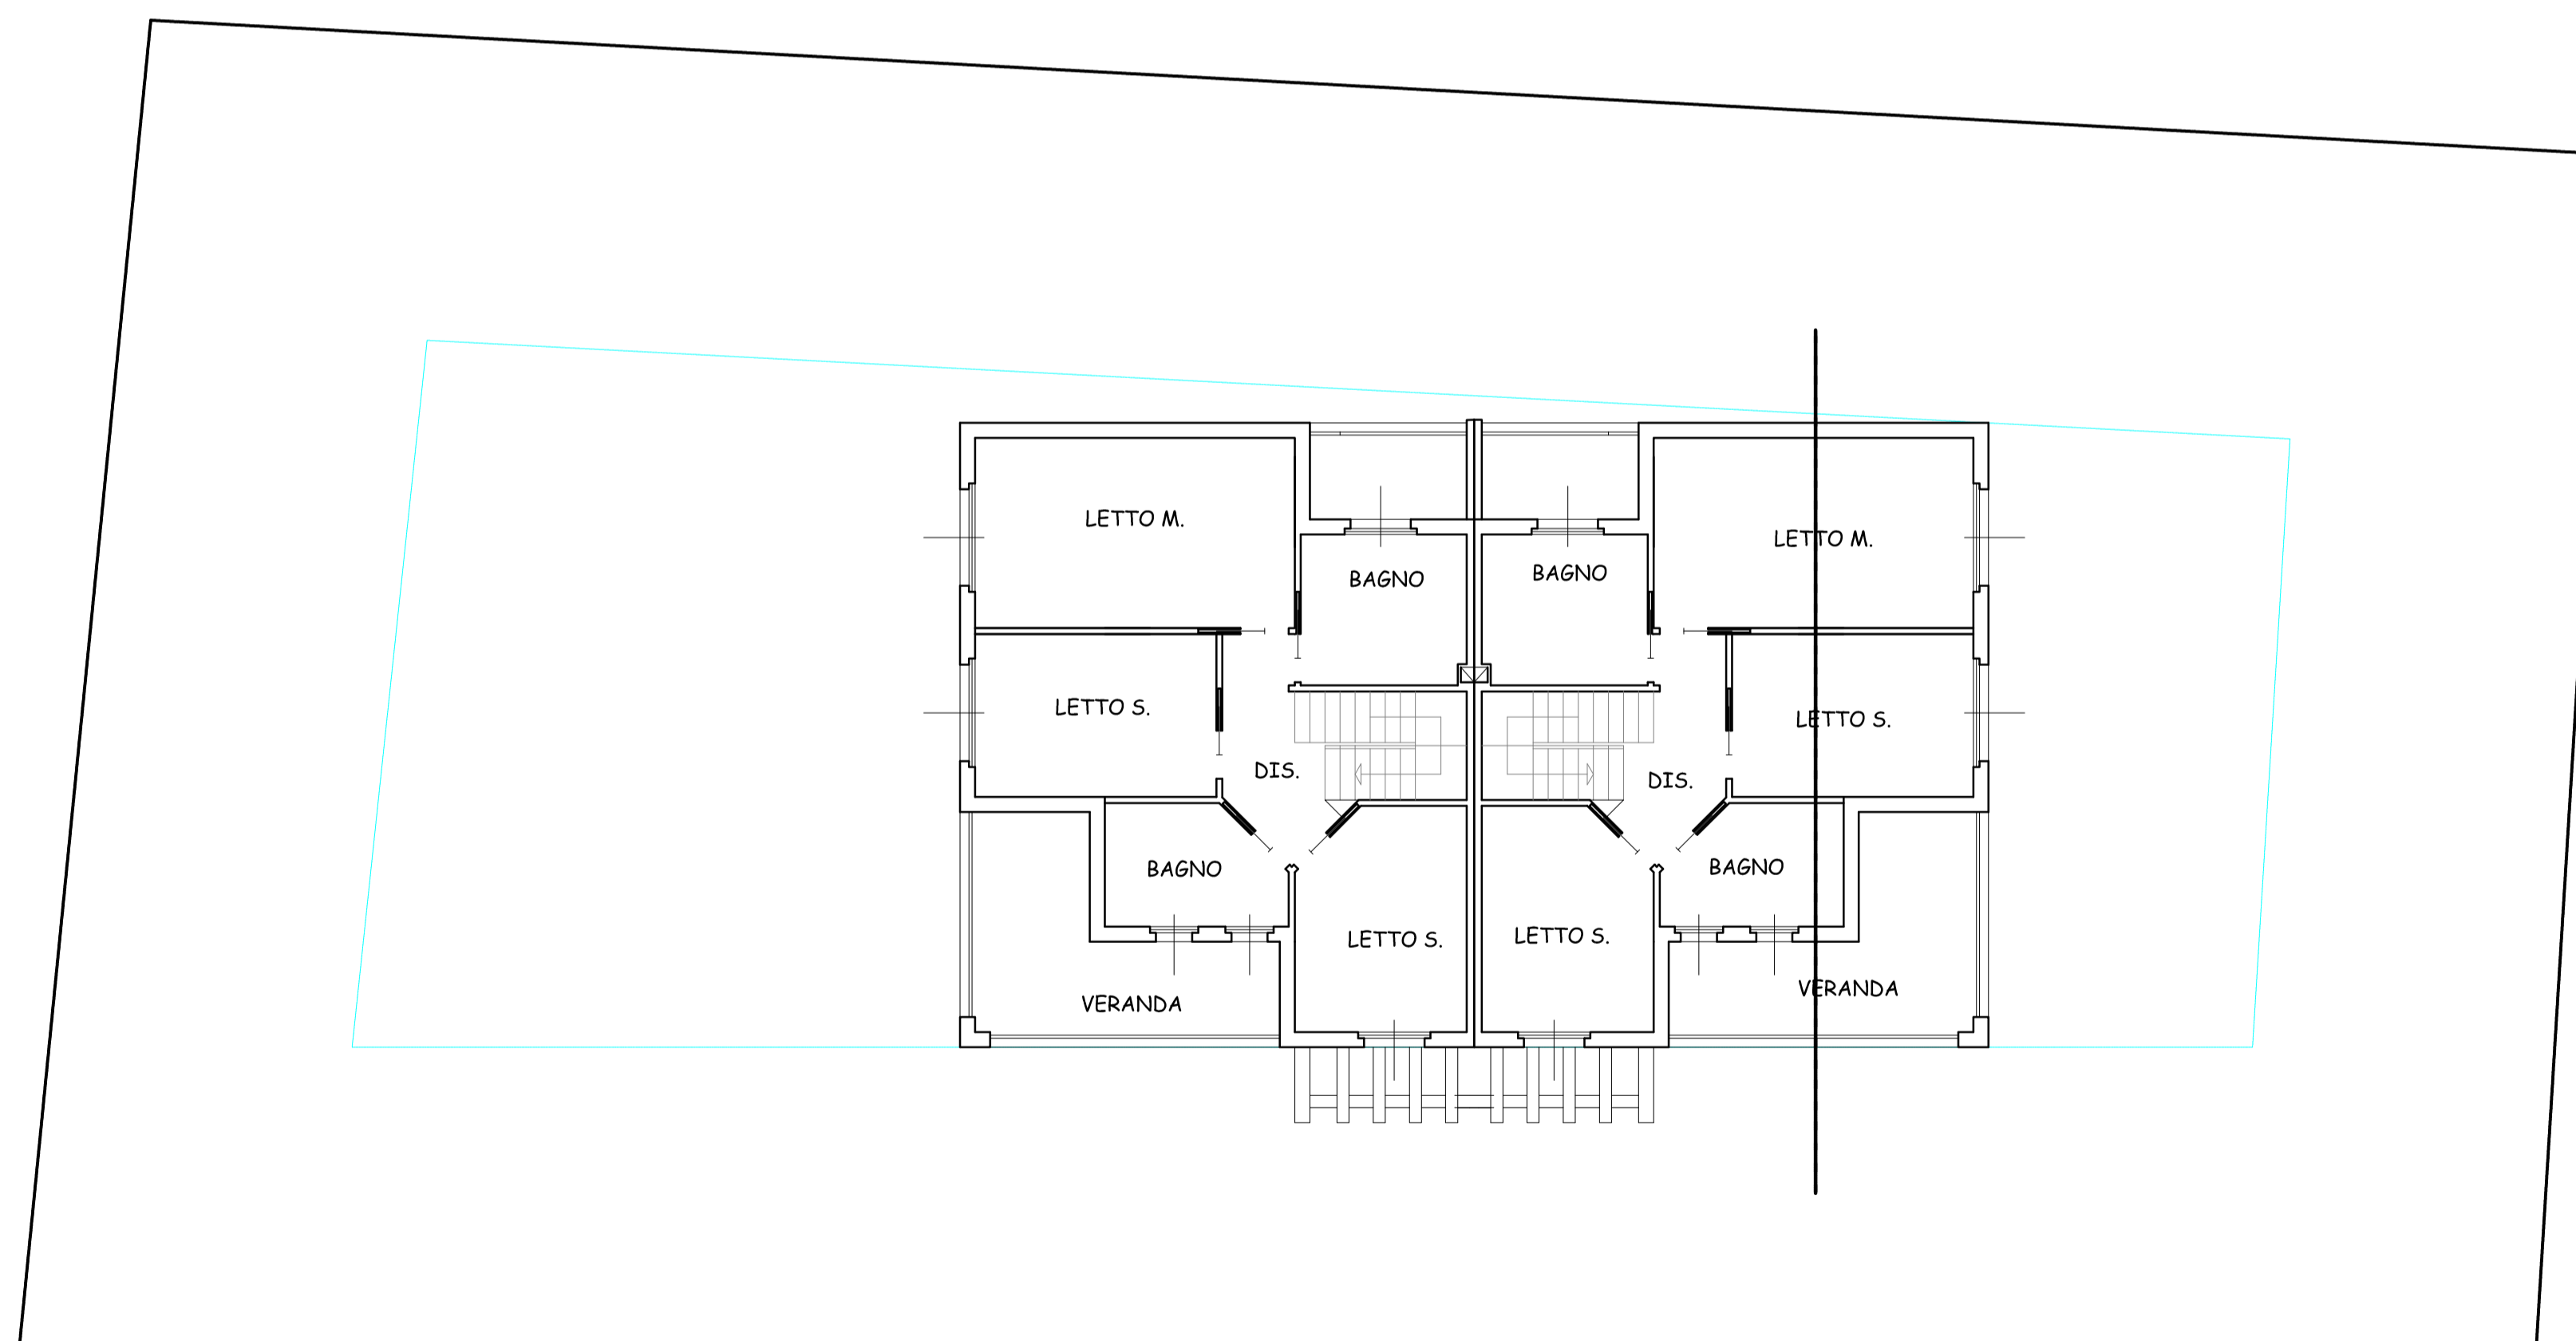 LETTO M.
LETTO M.
BAGNO
BAGNO
LETTO S.
LETTO S.
DIS.
DIS.
BAGNO
BAGNO
LETTO S.
LETTO S.
VERANDA
VERANDA